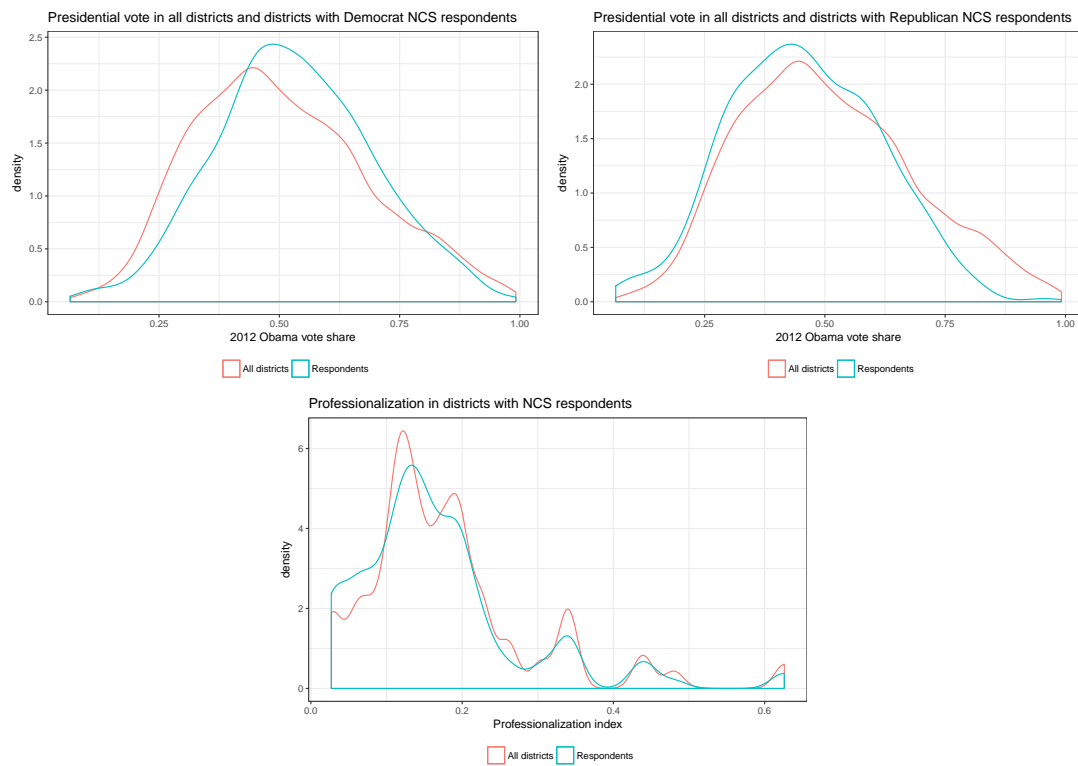 Presidential vote in all districts and districts with Democrat NCS respondents
2.5
2.0
1.5
1.0
0.5
0.0
density
0.25
0.50
0.75
1.00
2012 Obama vote share
All districts
Respondents
Presidential vote in all districts and districts with Republican NCS respondents
2.0
1.5
1.0
0.5
0.0
density
0.25
0.50
0.75
1.00
2012 Obama vote share
All districts
Respondents
Professionalization in districts with NCS respondents
6
4
2
0
density
0.0
0.2
0.4
0.6
Professionalization index
All districts
Respondents